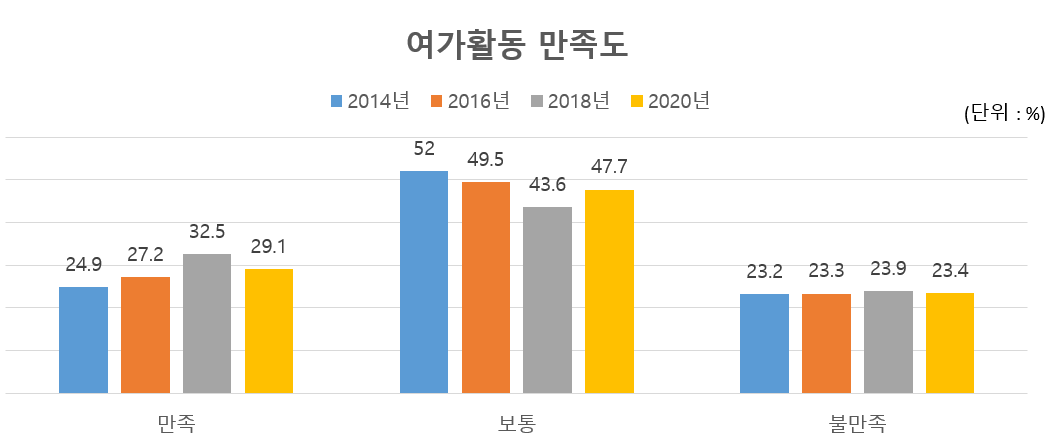 여가활동 만족도
2014년 2016년 2018년 2020년
(단위 : %)
24.9 27.2 32.5 29.1 52 49.5 43.6 47.7 23.2 23.3 23.9 23.4
만족 보통 불만족